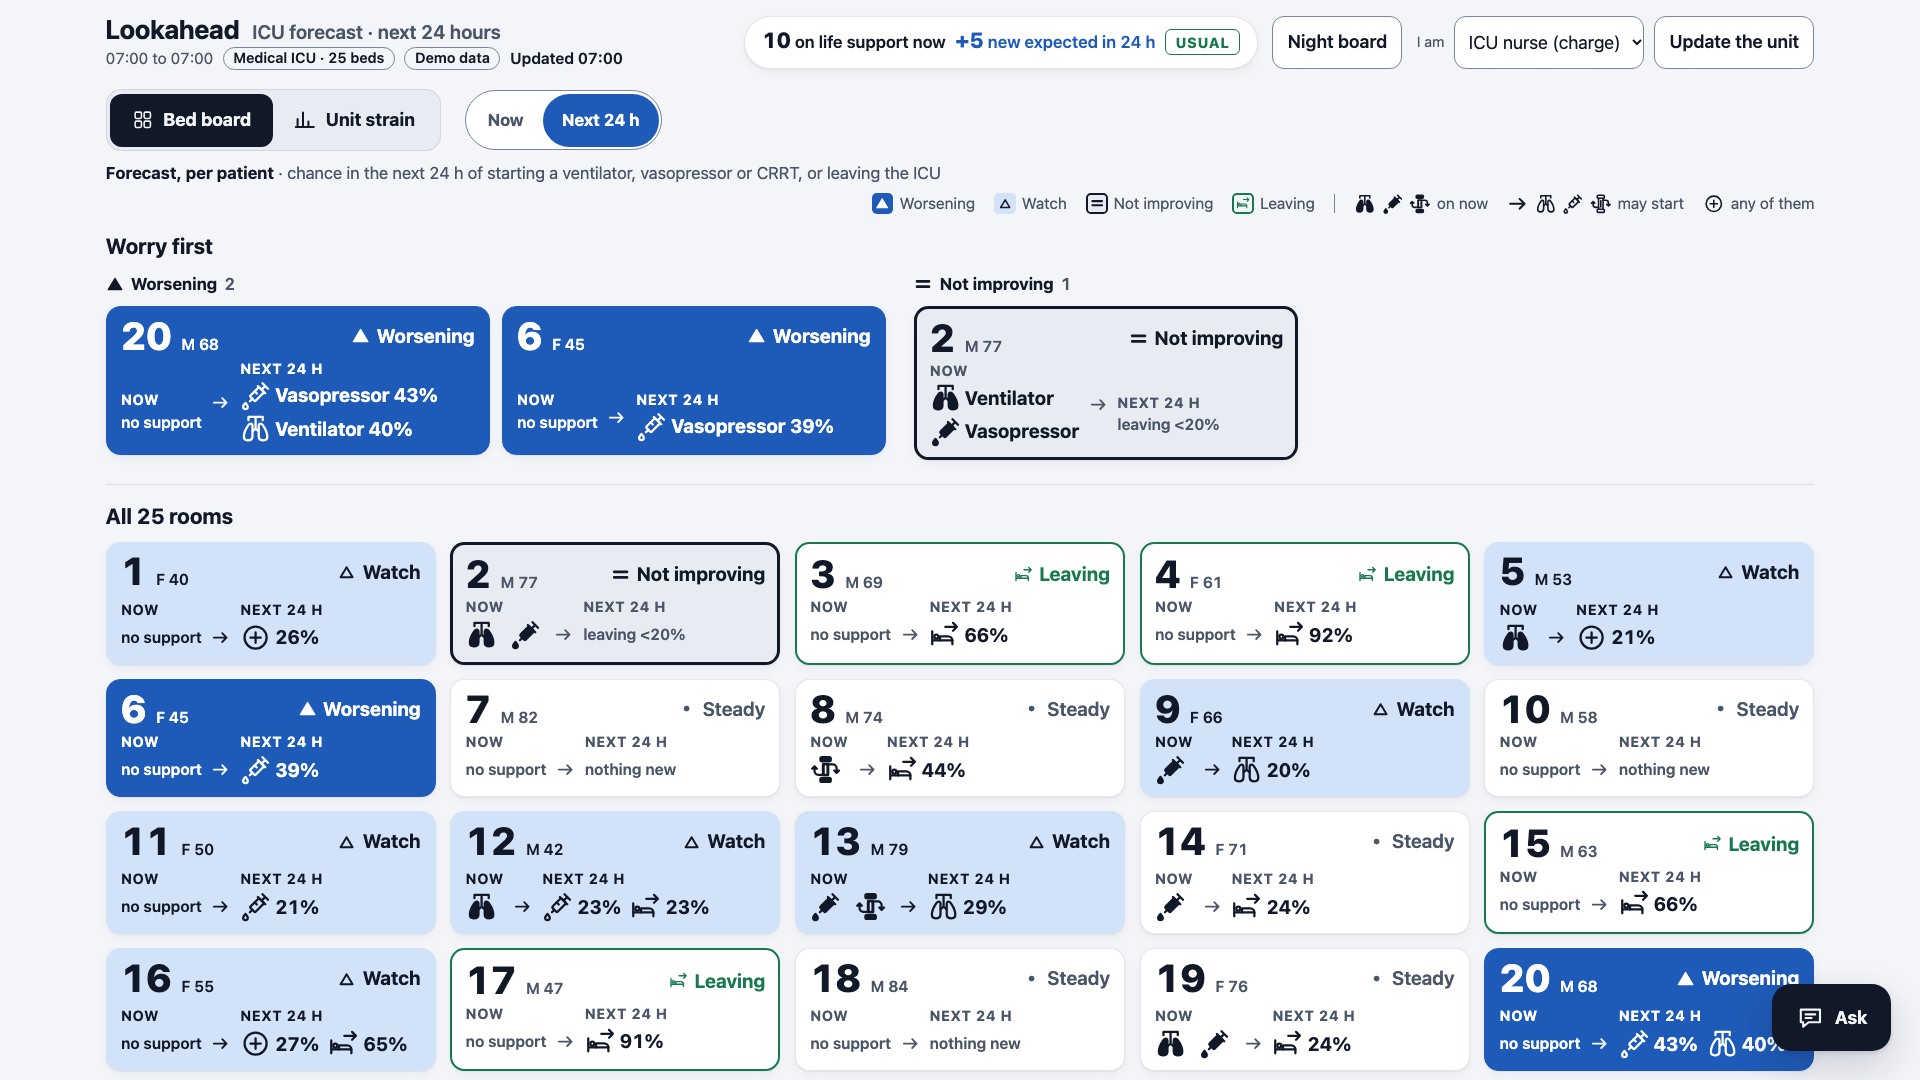 Lookahead ICU forecast · next 24 hours
07:00 to 07:00 Medical ICU · 25 beds Demo data Updated 07:00
10 on life support now +5 new expected in 24 h USUAL
Night board
I am ICU nurse (charge)
Update the unit
Bed board Unit strain
Now Next 24 h
Forecast, per patient · chance in the next 24 h of starting a ventilator, vasopressor or CRRT, or leaving the ICU
Worsening Watch Not improving Leaving on now may start any of them
Worry first
Worsening 2
20 M 68 Worsening
NOW
no support
NEXT 24 H
Vasopressor 43%
Ventilator 40%
6 F 45 Worsening
NOW
no support
NEXT 24 H
Vasopressor 39%
Not improving 1
2 M 77 Not improving
NOW
Ventilator
Vasopressor
NEXT 24 H
leaving <20%
All 25 rooms
1 F 40 Watch
NOW NEXT 24 H
no support → 26%
2 M 77 Not improving
NOW NEXT 24 H
→ leaving <20%
3 M 69 Leaving
NOW NEXT 24 H
no support → 66%
4 F 61 Leaving
NOW NEXT 24 H
no support → 92%
5 M 53 Watch
NOW NEXT 24 H
→ 21%
6 F 45 Worsening
NOW NEXT 24 H
no support → 39%
7 M 82 • Steady
NOW NEXT 24 H
no support → nothing new
8 M 74 • Steady
NOW NEXT 24 H
→ 44%
9 F 66 Watch
NOW NEXT 24 H
→ 20%
10 M 58 • Steady
NOW NEXT 24 H
no support → nothing new
11 F 50 Watch
NOW NEXT 24 H
no support → 21%
12 M 42 Watch
NOW NEXT 24 H
→ 23% 23%
13 M 79 Watch
NOW NEXT 24 H
→ 29%
14 F 71 • Steady
NOW NEXT 24 H
→ 24%
15 M 63 Leaving
NOW NEXT 24 H
no support → 66%
16 F 55 Watch
NOW NEXT 24 H
no support → 27% 65%
17 M 47 Leaving
NOW NEXT 24 H
no support → 91%
18 M 84 • Steady
NOW NEXT 24 H
no support → nothing new
19 F 76 • Steady
NOW NEXT 24 H
→ 24%
20 M 68 Worsening
NOW NEXT 24 H
no support → 43% 40%
Ask